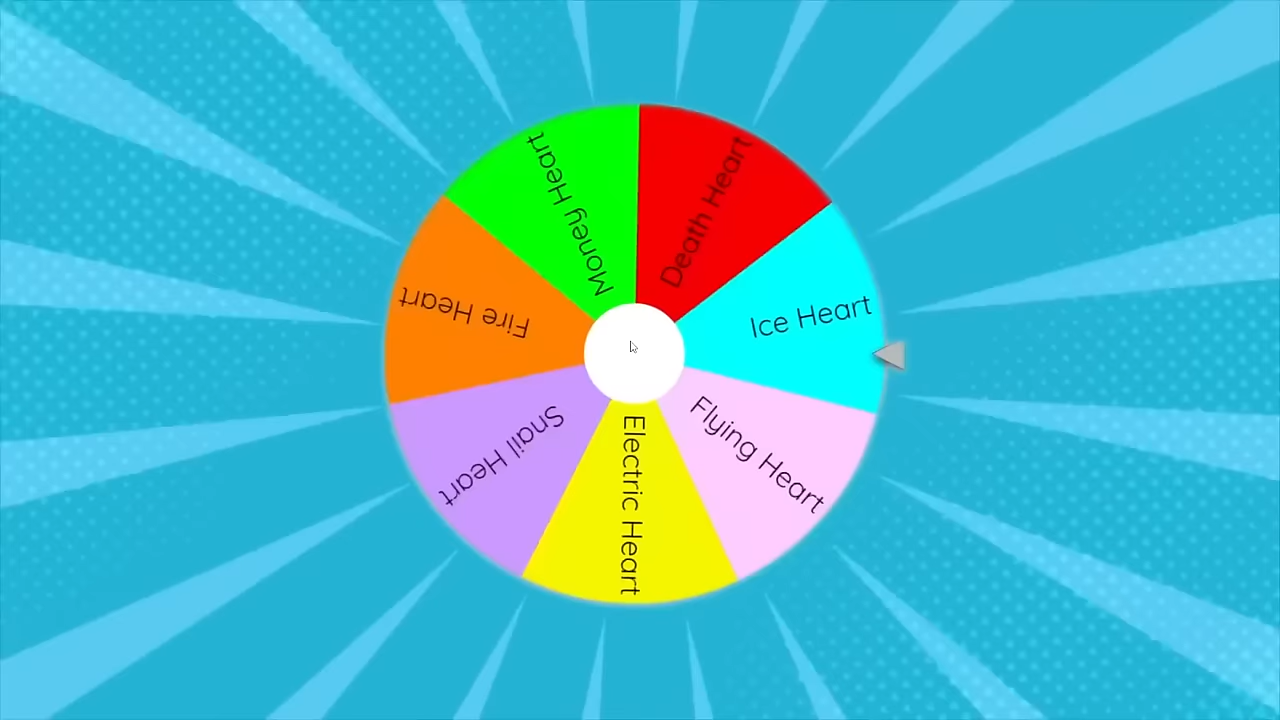 Money Heart
Death Heart
Ice Heart
Flying Heart
Electric Heart
Snail Heart
Fire Heart